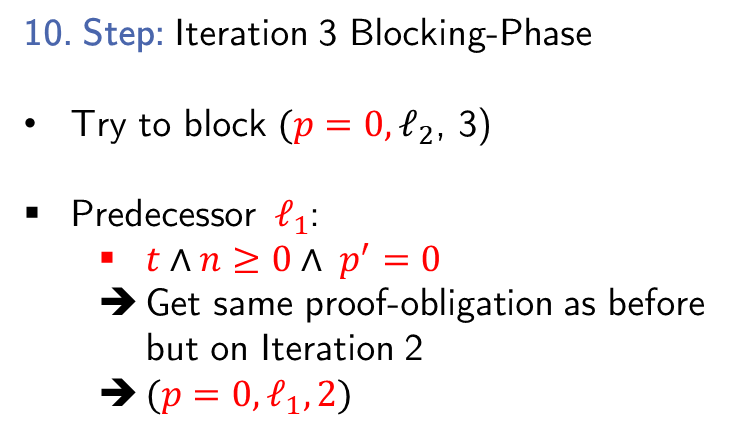 10. Step: Iteration 3 Blocking-Phase
• Try to block (p = 0, ℓ₂, 3)
▪ Predecessor ℓ₁:
▪ t ∧ n ≥ 0 ∧ p′ = 0
➔ Get same proof-obligation as before
but on Iteration 2
➔ (p = 0, ℓ₁, 2)